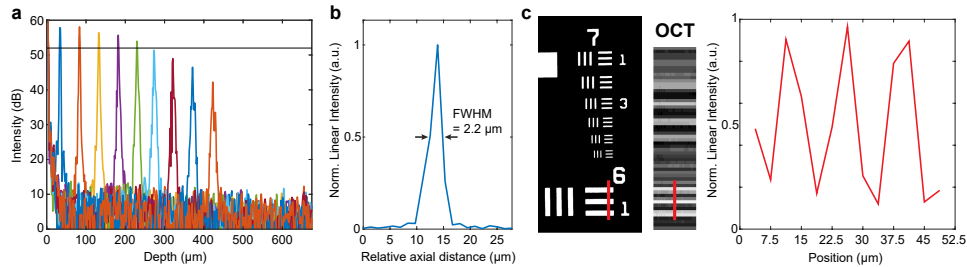 a
60
50
40
30
20
10
0
Intensity (dB)
0 100 200 300 400 500 600
Depth (µm)
b
1
0.5
0
Norm. Linear Intensity (a.u.)
FWHM
= 2.2 µm
0 5 10 15 20 25
Relative axial distance (µm)
c
7
1
3
6
1
OCT
1
0.5
0
Norm. Linear Intensity (a.u.)
7.5 15 22.5 30 37.5 45 52.5
Position (µm)